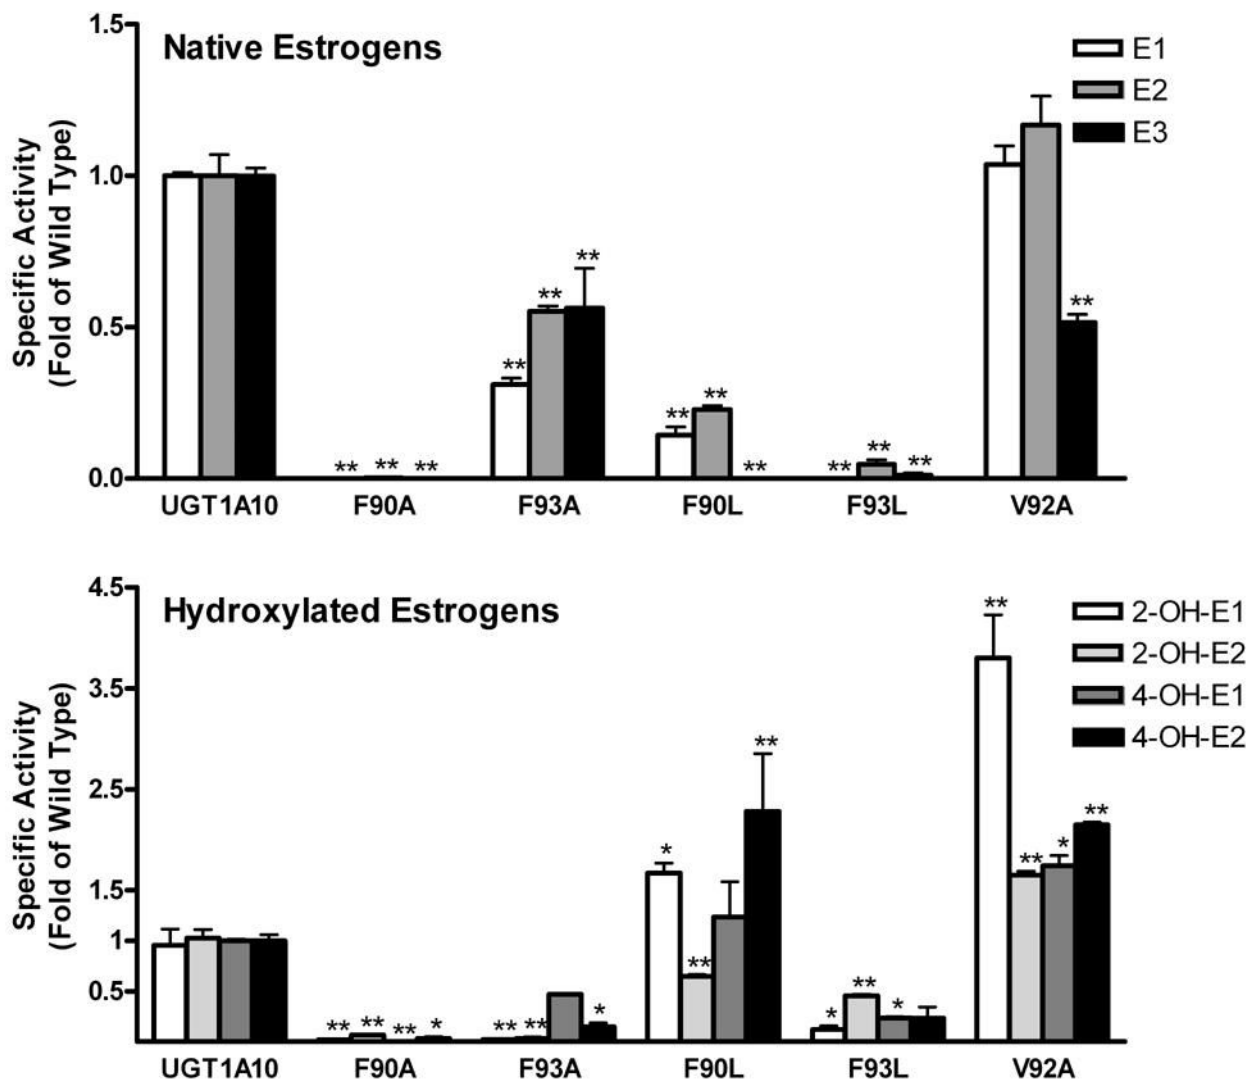 Native Estrogens
E1
E2
E3
Specific Activity
(Fold of Wild Type)
1.5
1.0
0.5
0.0
** ** **
** ** **
** ** **
** ** **
**
UGT1A10 F90A F93A F90L F93L V92A
Hydroxylated Estrogens
2-OH-E1
2-OH-E2
4-OH-E1
4-OH-E2
Specific Activity
(Fold of Wild Type)
4.5
3.5
2.5
1.5
1
0.5
** ** ** *
** ** *
* ** **
* ** *
** ** * **
UGT1A10 F90A F93A F90L F93L V92A